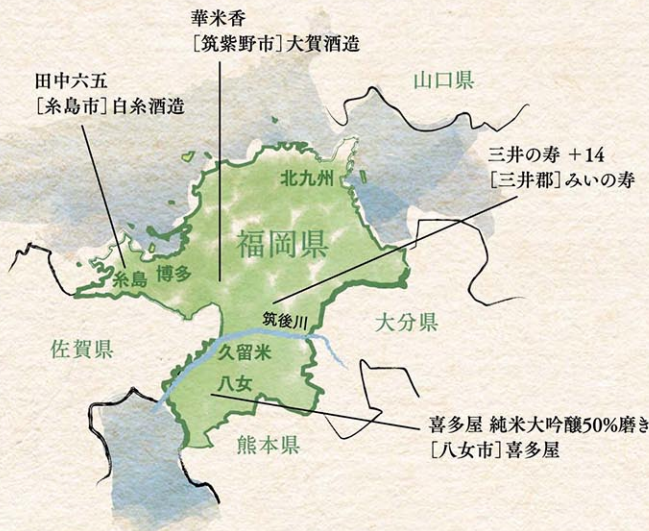 華米香
[筑紫野市]大賀酒造
田中六五
[糸島市]白糸酒造
山口県
三井の寿 +14
[三井郡]みいの寿
北九州
福岡県
糸島
博多
筑後川
大分県
佐賀県
久留米
八女
喜多屋 純米大吟醸50%磨き
[八女市]喜多屋
熊本県